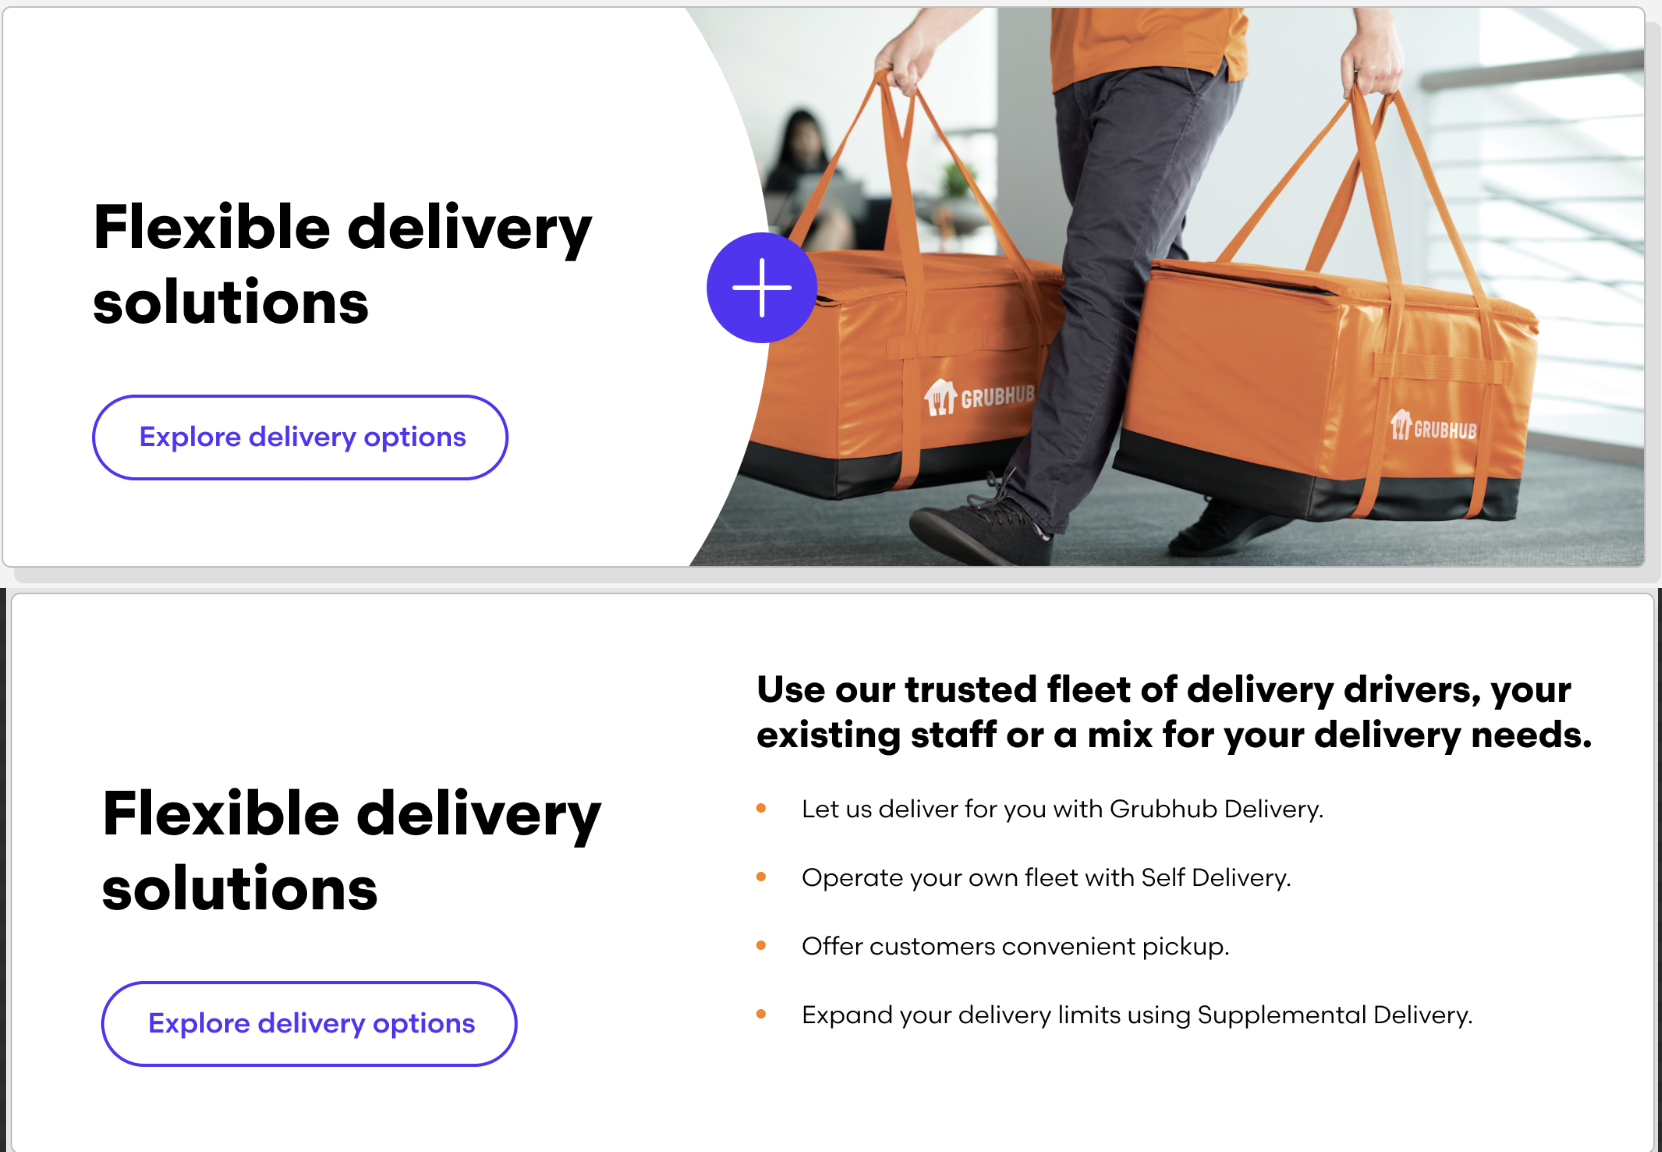 Flexible delivery
solutions
Explore delivery options
GRUBHUB
GRUBHUB
Use our trusted fleet of delivery drivers, your
existing staff or a mix for your delivery needs.
Let us deliver for you with Grubhub Delivery.
Operate your own fleet with Self Delivery.
Offer customers convenient pickup.
Expand your delivery limits using Supplemental Delivery.
Flexible delivery
solutions
Explore delivery options